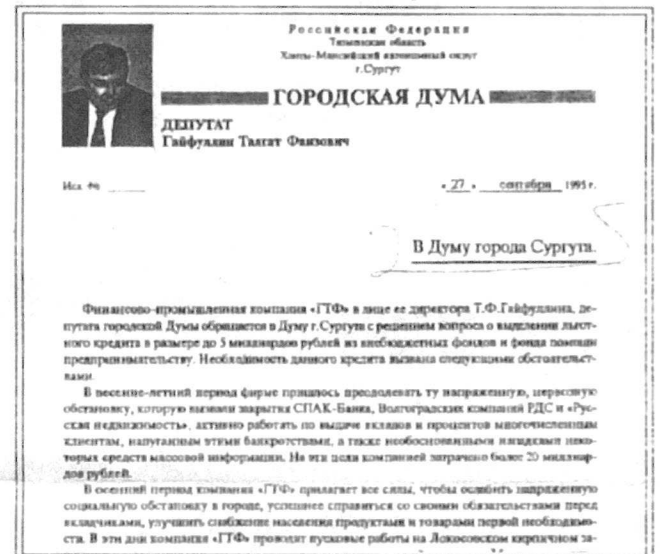 Российская Федерация
Тюменская область
Ханты-Мансийский автономный округ
г.Сургут
ГОРОДСКАЯ ДУМА
ДЕПУТАТ
Гайфуллин Талгат Фаизович
Исх №
« 27 » сентября 1995 г.
В Думу города Сургута.
Финансово-промышленная компания «ГТФ» в лице ее директора Т.Ф.Гайфуллина, де-
путата городской Думы обращается в Думу г.Сургута с решением вопроса о выделении льгот-
ного кредита в размере до 5 миллиардов рублей из внебюджетных фондов и фонда помощи
предпринимательству. Необходимость данного кредита вызвана следующими обстоятельст-
вами.
В весенне-летний период фирме пришлось преодолевать ту напряженную, нервозную
обстановку, которую вызвали закрытия СПАК-Банка, Волгоградских компаний РДС и «Рус-
ская недвижимость», активно работать по выдаче вкладов и процентов многочисленным
клиентам, напуганным этими банкротствами, а также необоснованными нападками неко-
торых средств массовой информации. На эти цели компанией затрачено более 20 миллиар-
дов рублей.
В осенний период компания «ГТФ» прилагает все силы, чтобы ослабить напряженную
социальную обстановку в городе, успешнее справиться со своими обязательствами перед
вкладчиками, улучшить снабжение населения продуктами и товарами первой необходимо-
сти. В эти дни компания «ГТФ» проводит пусковые работы на Локосовском кирпичном за-